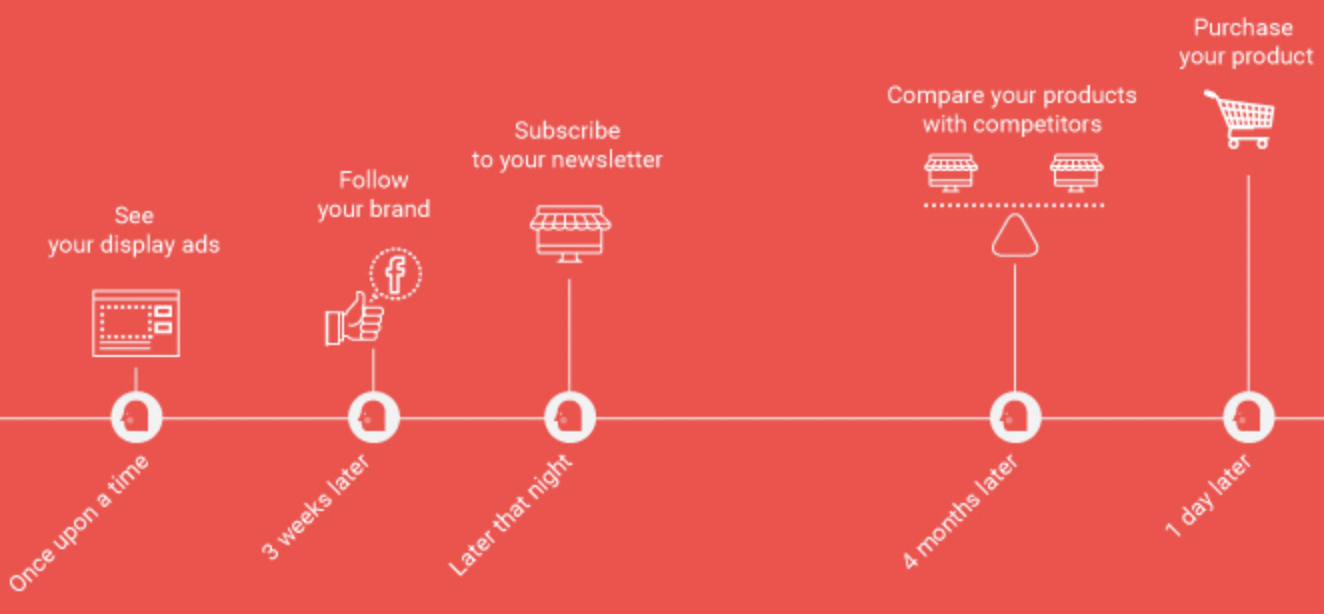 See
your display ads
Follow
your brand
Subscribe
to your newsletter
Compare your products
with competitors
Purchase
your product
f
Once upon a time
3 weeks later
Later that night
4 months later
1 day later